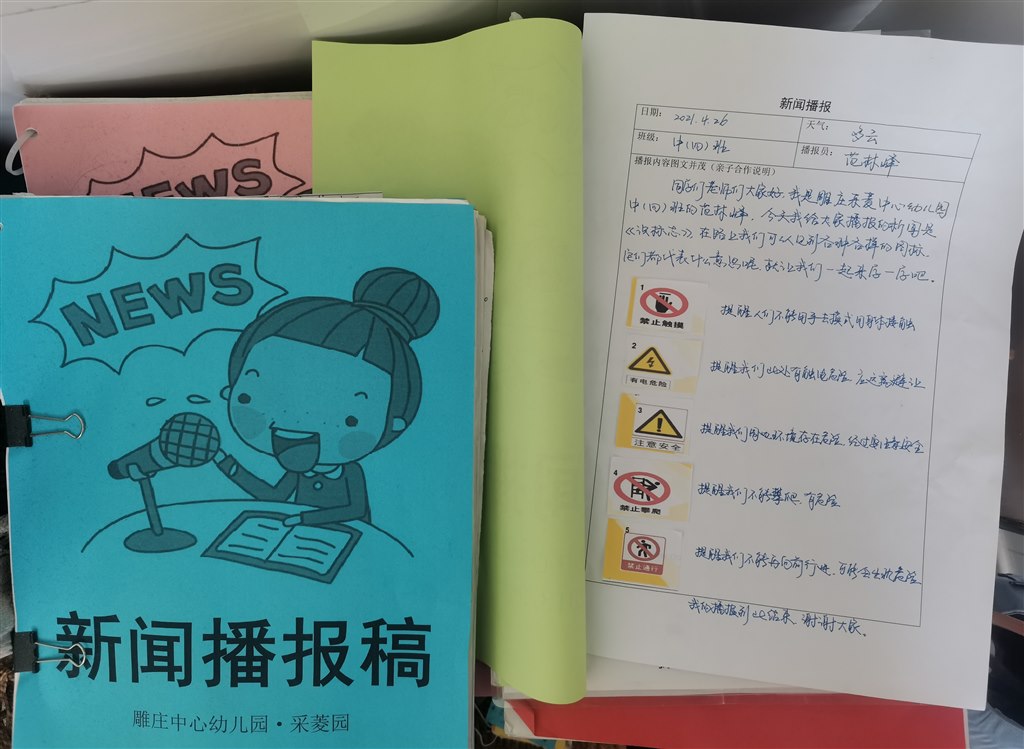 NEWS
NEWS
新闻播报稿
雕庄中心幼儿园·采菱园
新闻播报
日期： 2021.4.26 天气： 多云
班级： 中（四）班 播报员： 范林峰
播报内容图文并茂（亲子合作说明）
同学们老师们大家好，我是雕庄采菱中心幼儿园
中（四）班的范林峰，今天我给大家播报的新闻是
《识标志》在路上我们可以见到各种各样的图标，
它们都代表什么意思呢，就让我们一起来学一学吧。
1
禁止触摸
提醒人们不能用手去摸或用身体接触
2
有电危险
提醒我们此处有触电危险，应远离避让
3
注意安全
提醒我们周边环境存在危险，经过要注意安全
4
禁止攀爬
提醒我们不能攀爬，有危险
5
禁止通行
提醒我们不能再向前行进，可能会出现危险
我的播报到此结束，谢谢大家。